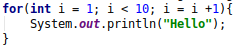 for(int i = 1; i < 10; i = i +1){
    System.out.println("Hello");
}